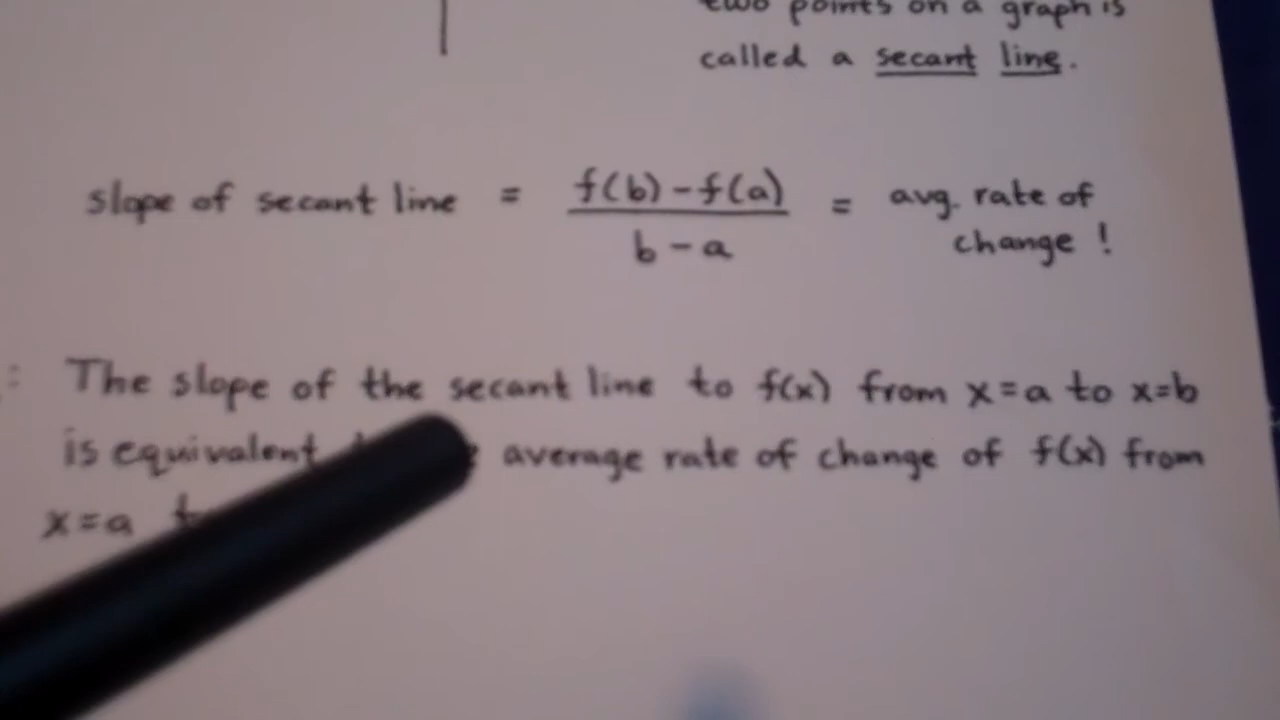 two points on a graph is
called a secant line.
slope of secant line = f(b)-f(a) / b-a = avg. rate of
change!
: The slope of the secant line to f(x) from x=a to x=b
is equivalent average rate of change of f(x) from
x=a